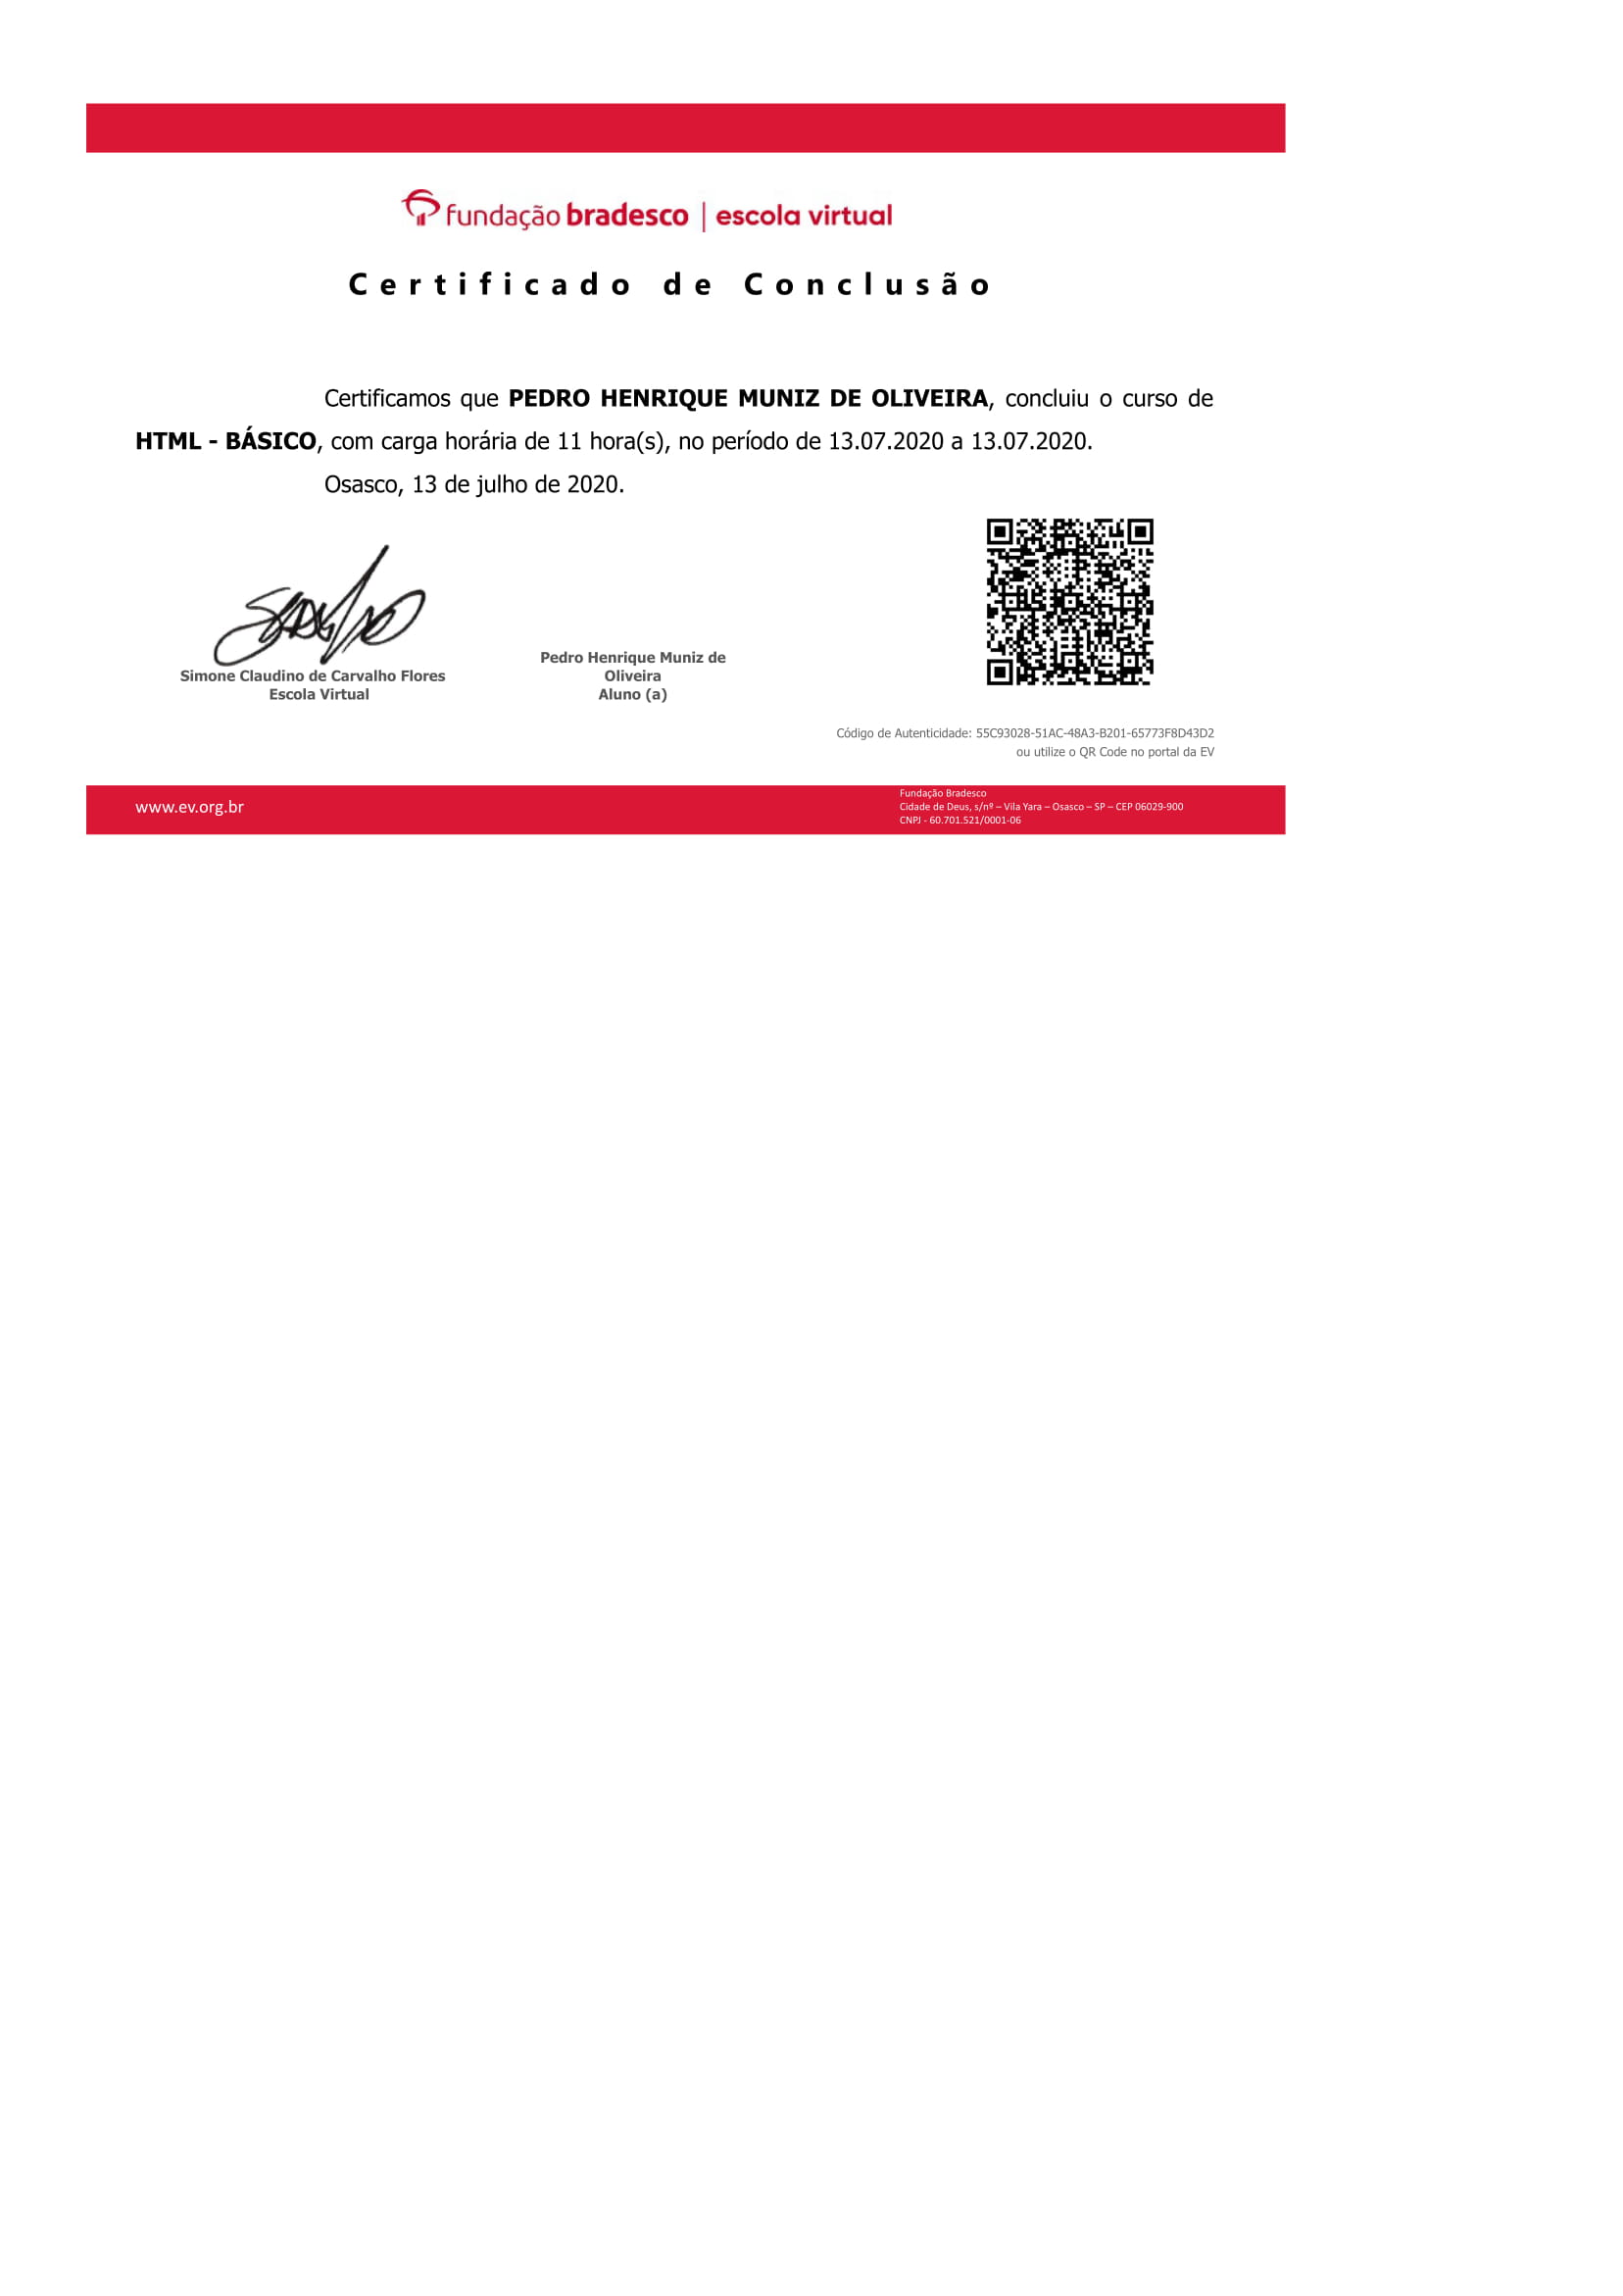 fundação bradesco | escola virtual
Certificado de Conclusão
Certificamos que PEDRO HENRIQUE MUNIZ DE OLIVEIRA, concluiu o curso de
HTML - BÁSICO, com carga horária de 11 hora(s), no período de 13.07.2020 a 13.07.2020.
Osasco, 13 de julho de 2020.
Simone Claudino de Carvalho Flores
Escola Virtual
Pedro Henrique Muniz de
Oliveira
Aluno (a)
Código de Autenticidade: 55C93028-51AC-48A3-B201-65773F8D43D2
ou utilize o QR Code no portal da EV
www.ev.org.br
Fundação Bradesco
Cidade de Deus, s/nº – Vila Yara – Osasco – SP – CEP 06029-900
CNPJ - 60.701.521/0001-06